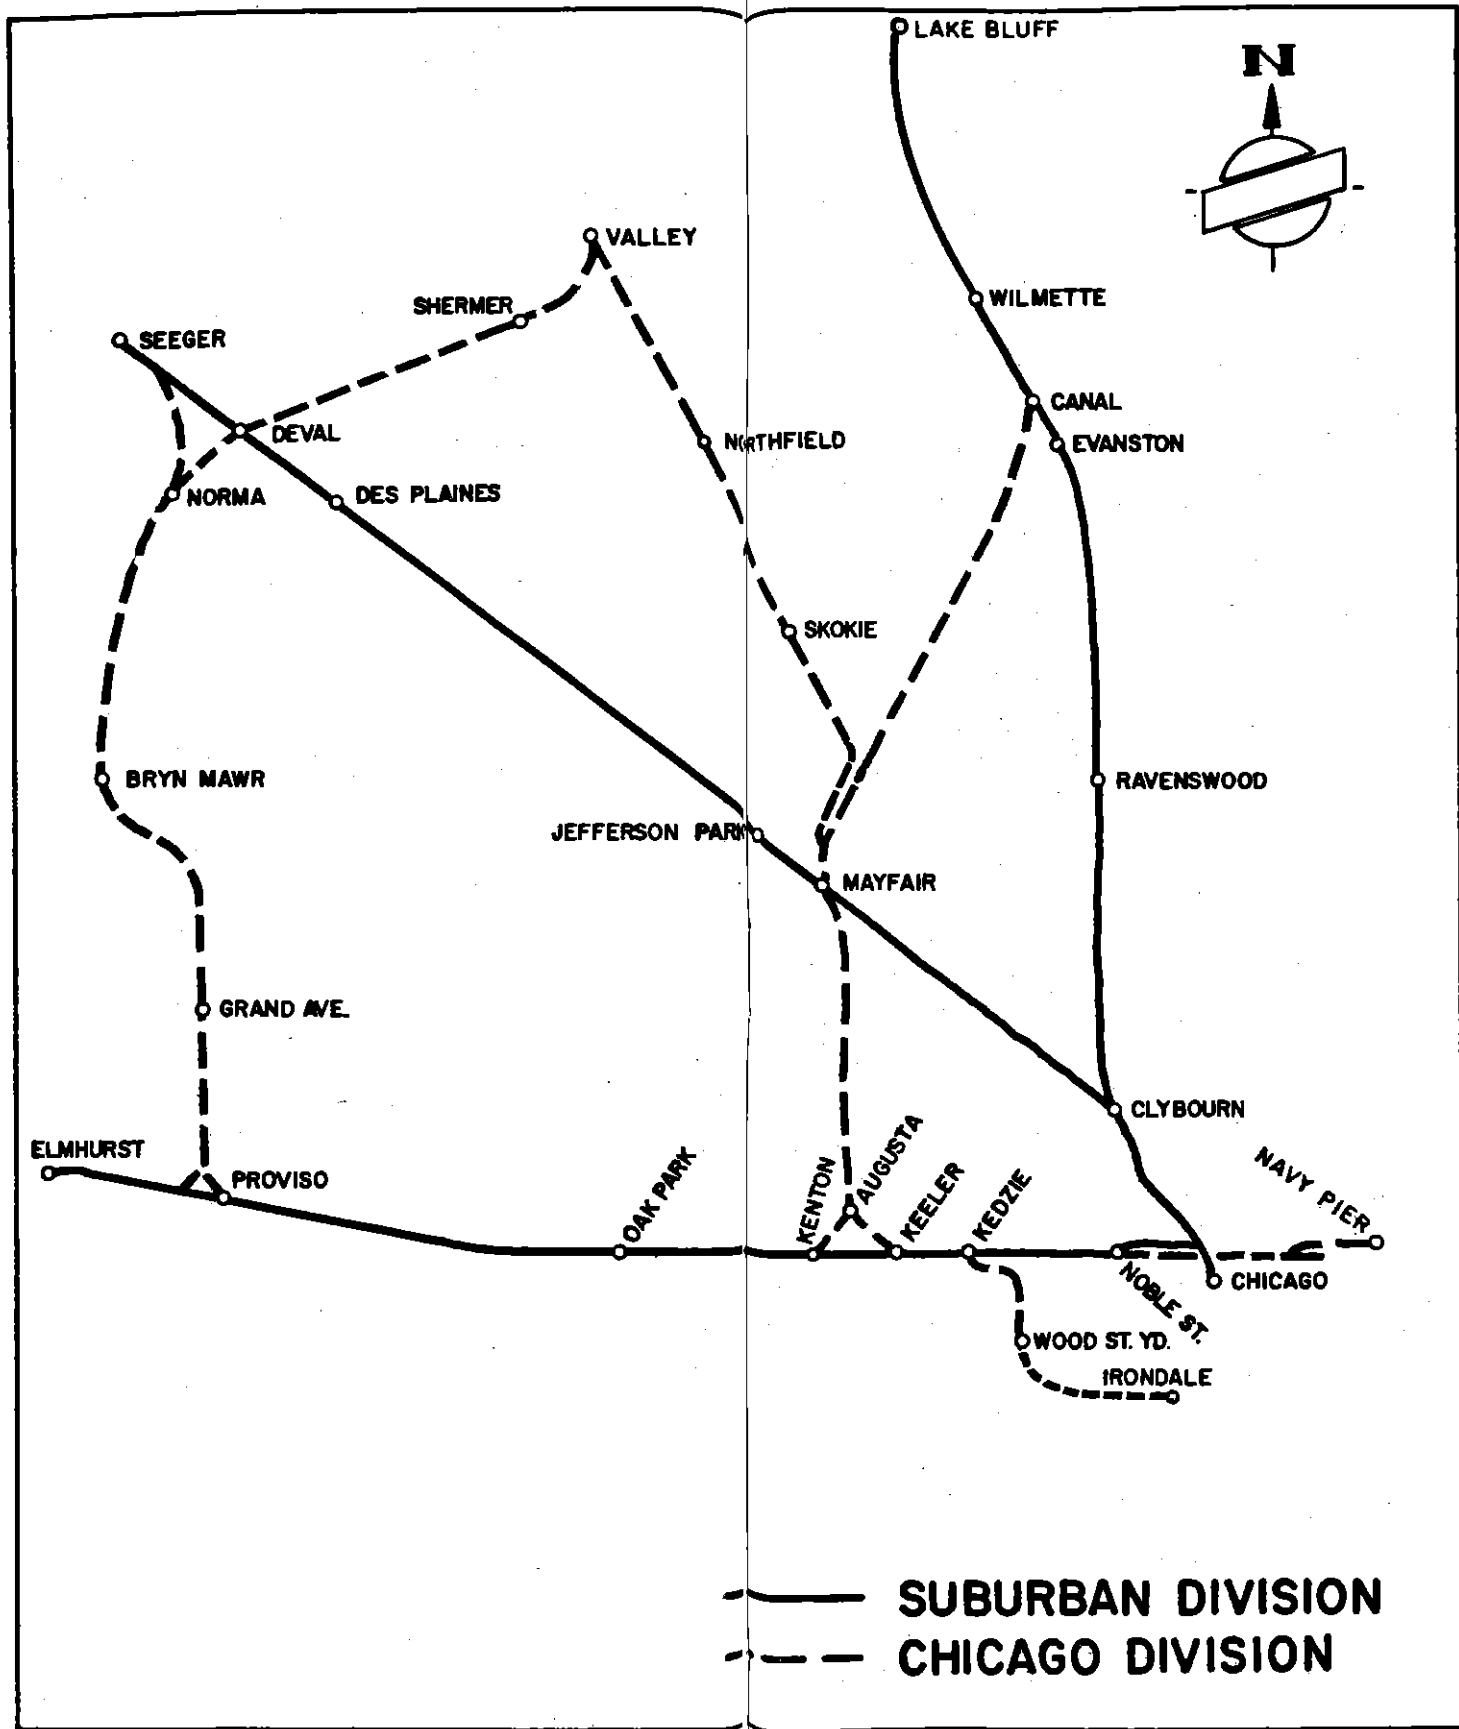 LAKE BLUFF
N
VALLEY
SHERMER
WILMETTE
SEEGER
CANAL
DEVAL
EVANSTON
NORTHFIELD
NORMA
DES PLAINES
SKOKIE
BRYN MAWR
RAVENSWOOD
JEFFERSON PARK
MAYFAIR
GRAND AVE.
CLYBOURN
ELMHURST
PROVISO
OAK PARK
KENTON
AUGUSTA
KEELER
KEDZIE
NAVY PIER
NOBLE ST.
CHICAGO
WOOD ST. YD.
IRONDALE
SUBURBAN DIVISION
CHICAGO DIVISION